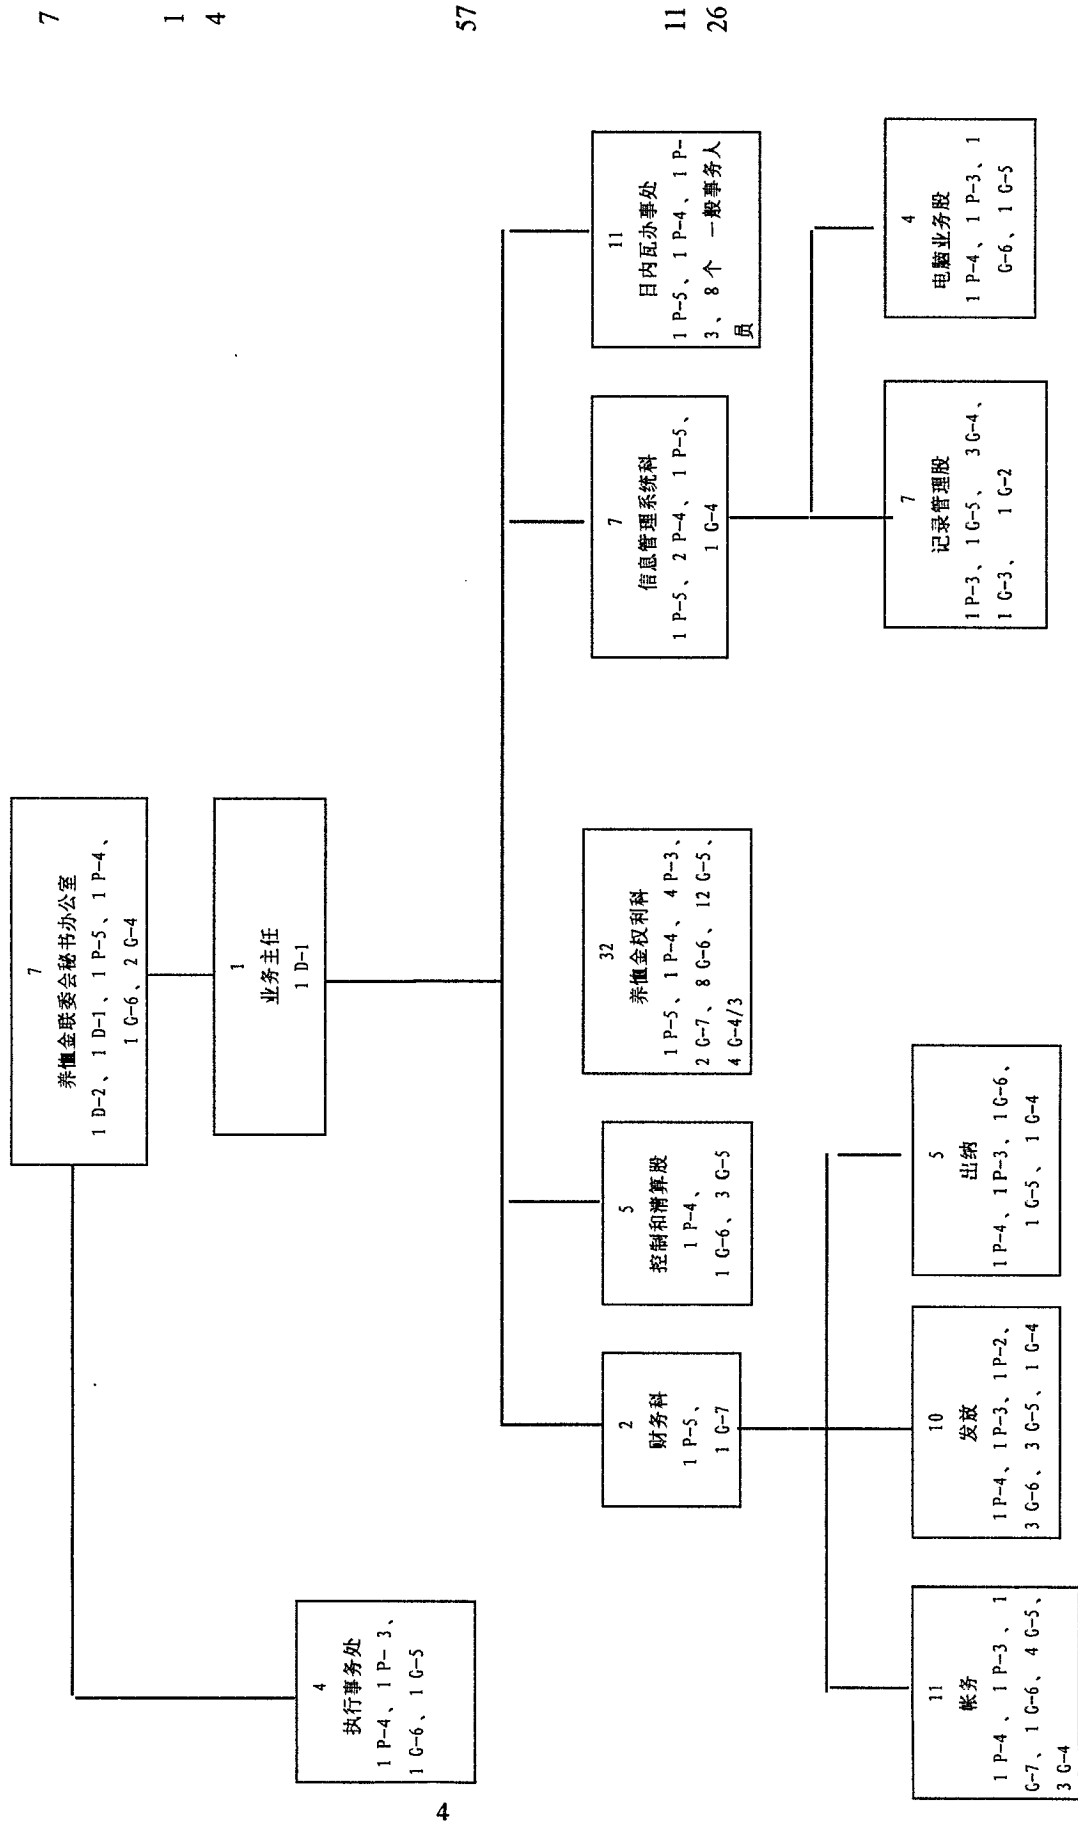 7
养恤金联委会秘书办公室
1 D-2、1 D-1、1 P-5、1 P-4、
1 G-6、2 G-4
7
1
业务主任
1 D-1
1
4
执行事务处
1 P-4、1 P-3、
1 G-6、1 G-5
4
57
2
财务科
1 P-5、
1 G-7
5
控制和清算股
1 P-4、
1 G-6、3 G-5
32
养恤金权利科
1 P-5、1 P-4、4 P-3、
2 G-7、8 G-6、12 G-5、
4 G-4/3
7
信息管理系统科
1 P-5、2 P-4、1 P-5、
1 G-4
11
日内瓦办事处
1 P-5、1 P-4、1 P-
3、8个 一般事务人
员
11
26
11
帐务
1 P-4、1 P-3、1
G-7、1 G-6、4 G-5、
3 G-4
10
发放
1 P-4、1 P-3、1 P-2、
3 G-6、3 G-5、1 G-4
5
出纳
1 P-4、1 P-3、1 G-6、
1 G-5、1 G-4
7
记录管理股
1 P-3、1 G-5、3 G-4、
1 G-3、1 G-2
4
电脑业务股
1 P-4、1 P-3、1
G-6、1 G-5
4